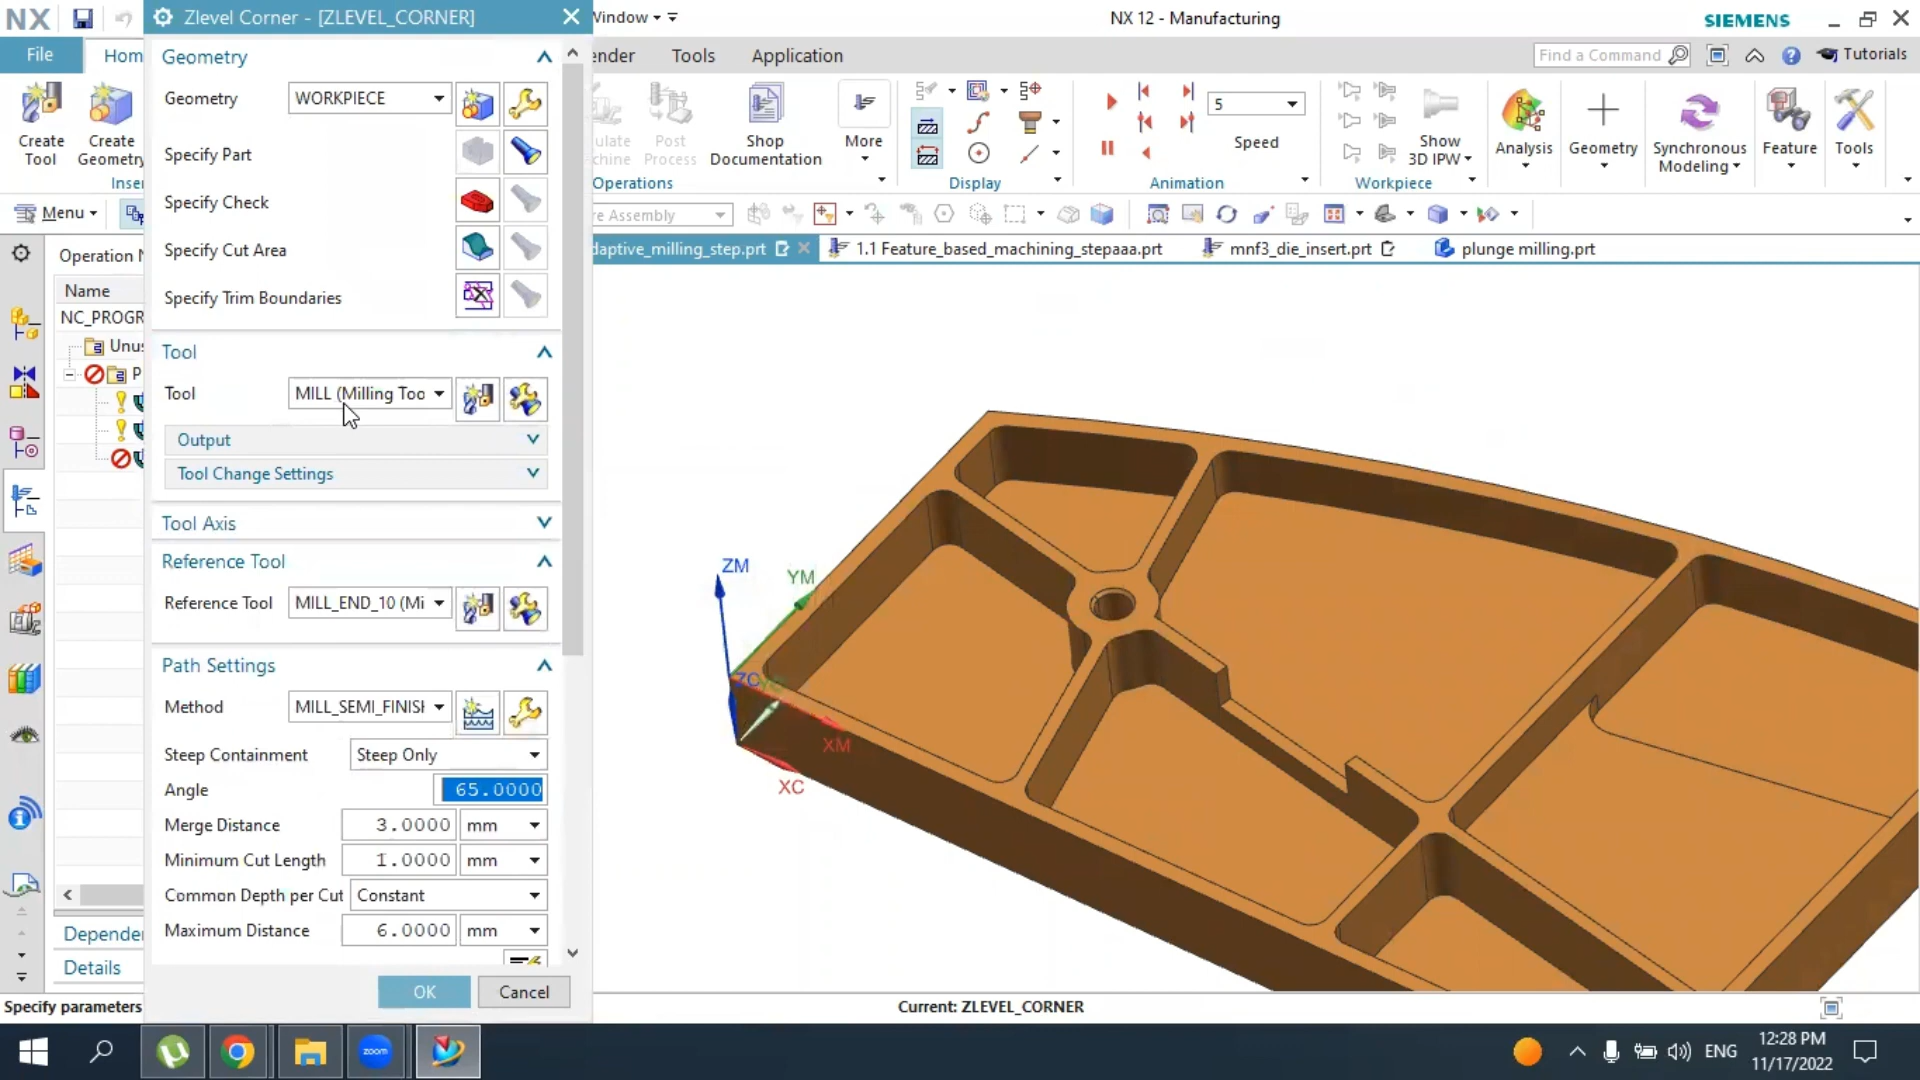 NX
Zlevel Corner - [ZLEVEL_CORNER]
Window
NX 12 - Manufacturing
SIEMENS
File
Hom
ender
Tools
Application
Find a Command
Tutorials
Create Tool
Create Geometry
Inser
Post Process
Shop Documentation
More
Operations
Display
5
Speed
Animation
Show 3D IPW
Workpiece
Analysis
Geometry
Synchronous Modeling
Feature
Tools
Menu
re Assembly
daptive_milling_step.prt
1.1 Feature_based_machining_stepaaa.prt
mnf3_die_insert.prt
plunge milling.prt
Operation N
Name
NC_PROGR
Unus
P
Geometry
Geometry
WORKPIECE
Specify Part
Specify Check
Specify Cut Area
Specify Trim Boundaries
Tool
Tool
MILL (Milling Too
Output
Tool Change Settings
Tool Axis
Reference Tool
Reference Tool
MILL_END_10 (Mi
Path Settings
Method
MILL_SEMI_FINISH
Steep Containment
Steep Only
Angle
65.0000
Merge Distance
3.0000
mm
Minimum Cut Length
1.0000
mm
Common Depth per Cut
Constant
Maximum Distance
6.0000
mm
OK
Cancel
Depender
Details
ZM
YM
ZC
XM
XC
Specify parameters
Current: ZLEVEL_CORNER
zoom
ENG
12:28 PM
11/17/2022